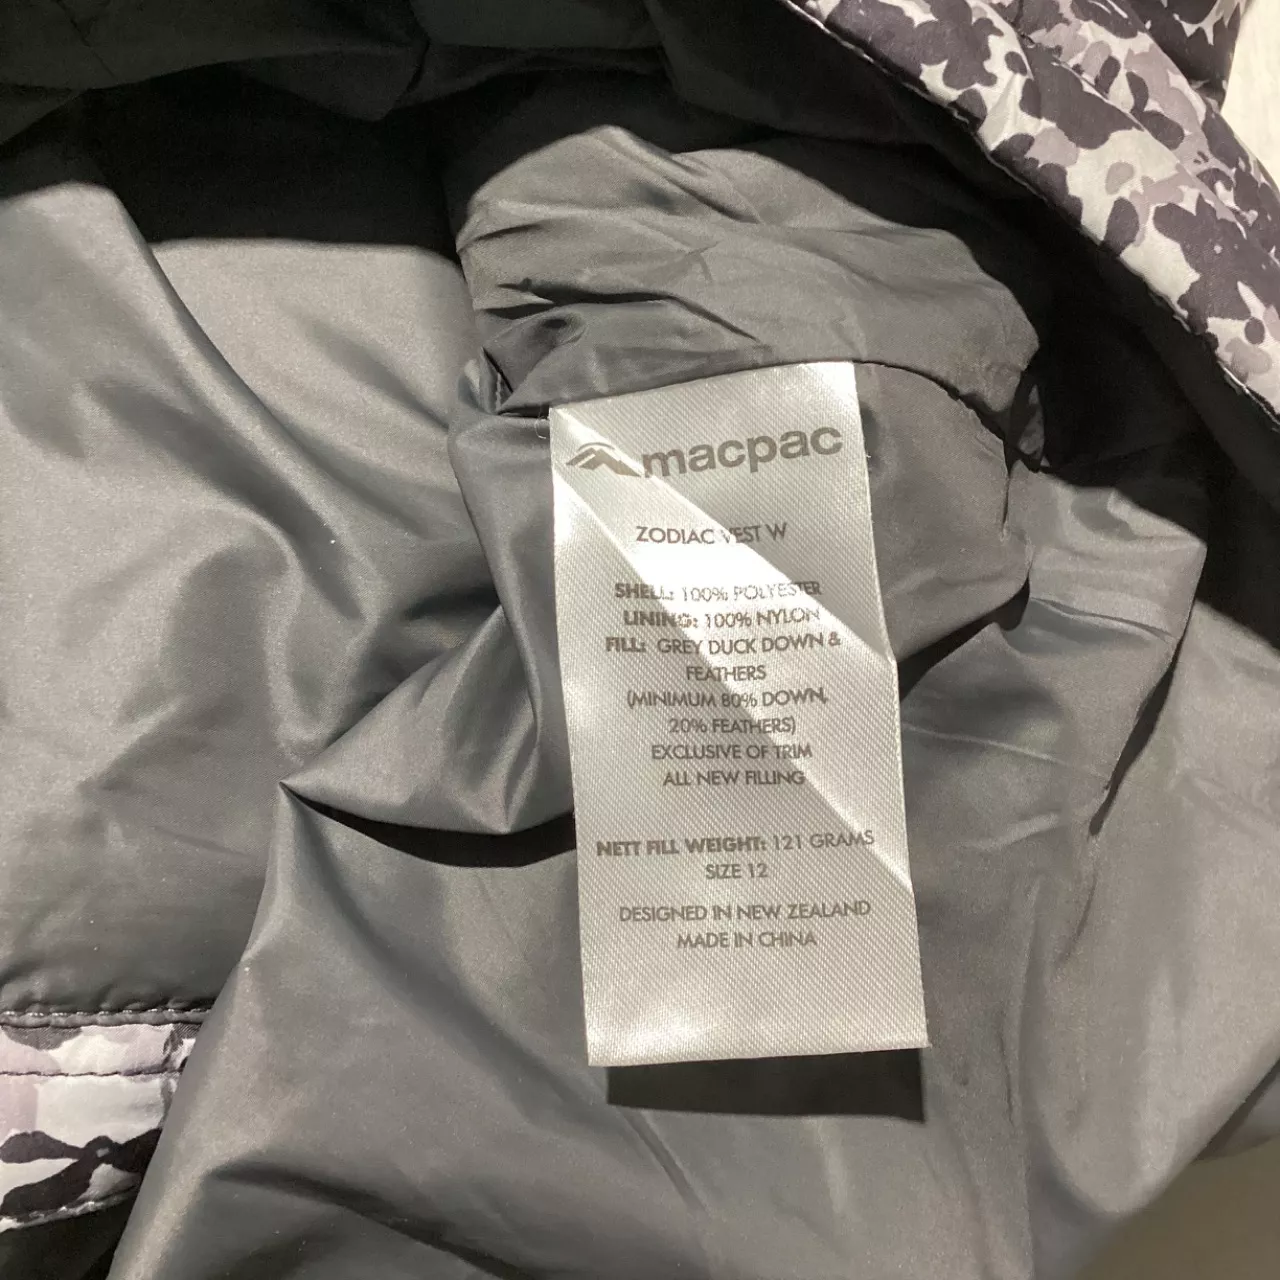 macpac
ZODIAC VEST W
SHELL: 100% POLYESTER
LINING: 100% NYLON
FILL: GREY DUCK DOWN &
FEATHERS
(MINIMUM 80% DOWN,
20% FEATHERS)
EXCLUSIVE OF TRIM
ALL NEW FILLING
NETT FILL WEIGHT: 121 GRAMS
SIZE 12
DESIGNED IN NEW ZEALAND
MADE IN CHINA